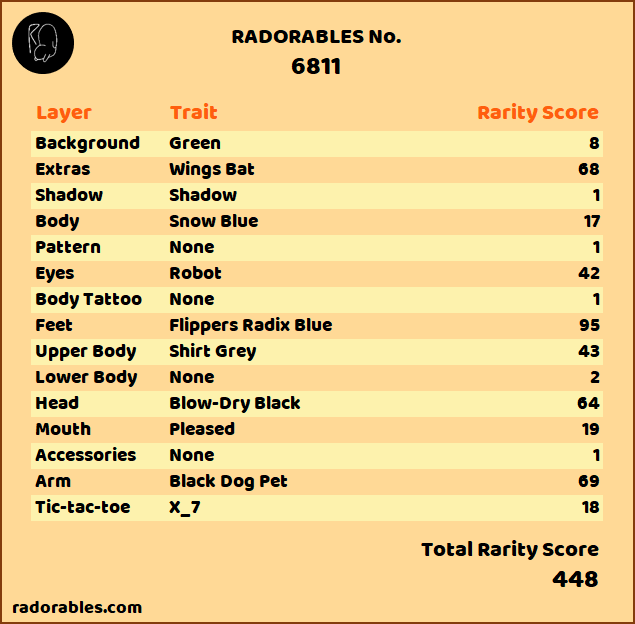 RADORABLES No.
6811
Layer Trait Rarity Score
Background Green 8
Extras Wings Bat 68
Shadow Shadow 1
Body Snow Blue 17
Pattern None 1
Eyes Robot 42
Body Tattoo None 1
Feet Flippers Radix Blue 95
Upper Body Shirt Grey 43
Lower Body None 2
Head Blow-Dry Black 64
Mouth Pleased 19
Accessories None 1
Arm Black Dog Pet 69
Tic-tac-toe X_7 18
Total Rarity Score
448
radorables.com